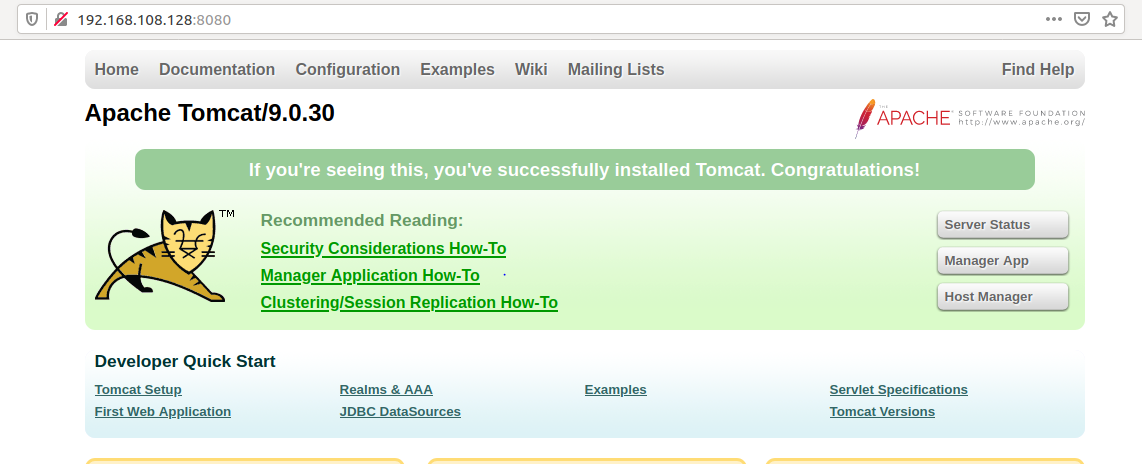 192.168.108.128:8080
Home Documentation Configuration Examples Wiki Mailing Lists Find Help
Apache Tomcat/9.0.30
THE APACHE® SOFTWARE FOUNDATION
http://www.apache.org/
If you're seeing this, you've successfully installed Tomcat. Congratulations!
TM
Recommended Reading:
Security Considerations How-To
Manager Application How-To
Clustering/Session Replication How-To
Server Status
Manager App
Host Manager
Developer Quick Start
Tomcat Setup Realms & AAA Examples Servlet Specifications
First Web Application JDBC DataSources Tomcat Versions